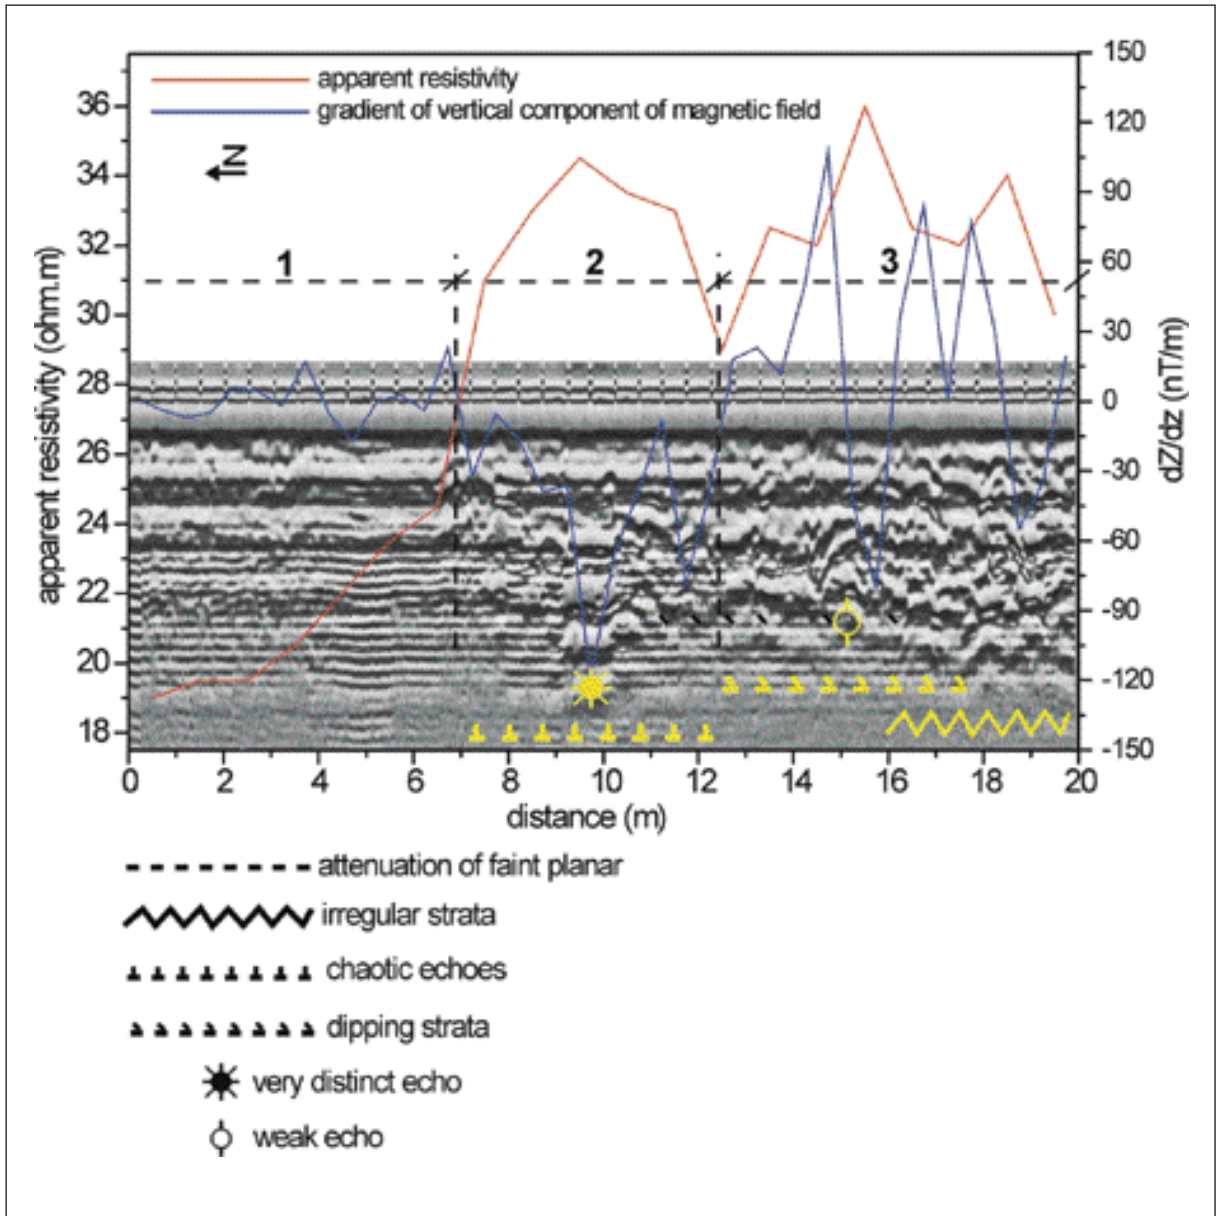 apparent resistivity
gradient of vertical component of magnetic field
N
1 2 3
apparent resistivity (ohm.m)
36
34
32
30
28
26
24
22
20
18
150
120
90
60
30
0
-30
-60
-90
-120
-150
dZ/dz (nT/m)
0 2 4 6 8 10 12 14 16 18 20
distance (m)
attenuation of faint planar
irregular strata
chaotic echoes
dipping strata
very distinct echo
weak echo